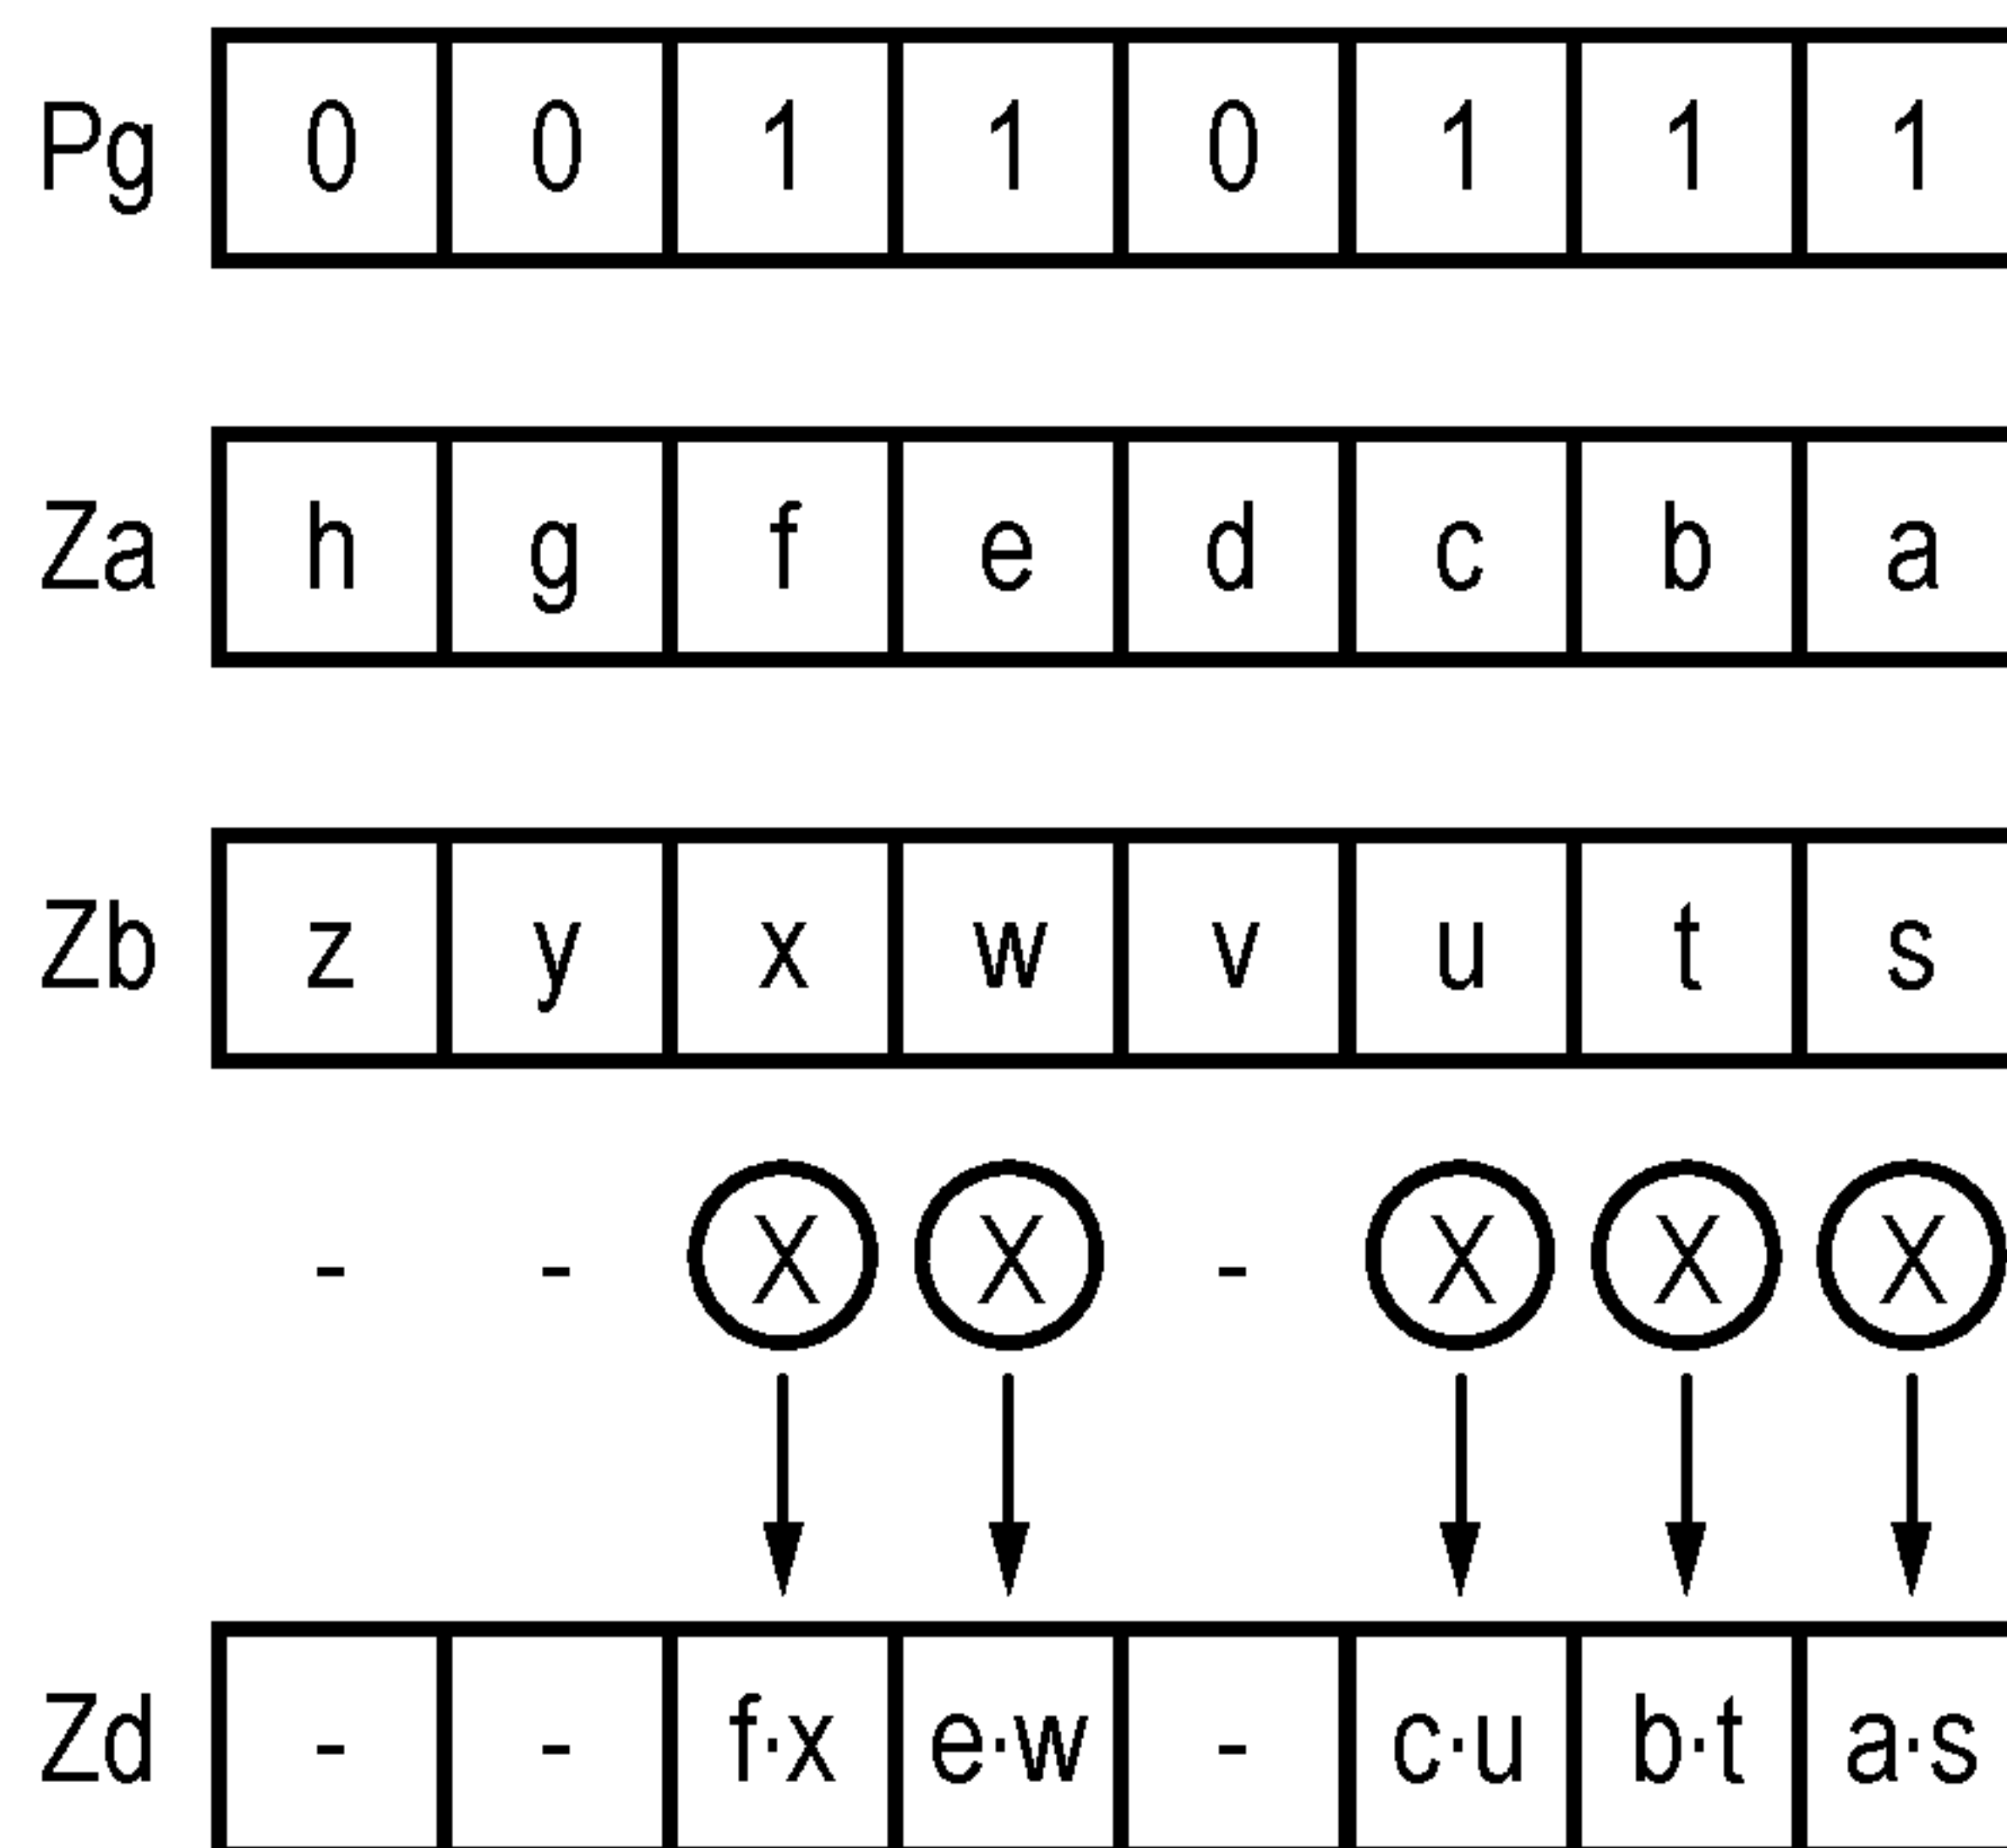 Pg 0 0 1 1 0 1 1 1
Za h g f e d c b a
Zb z y x w v u t s
- - X X - X X X
Zd - - f·x e·w - c·u b·t a·s